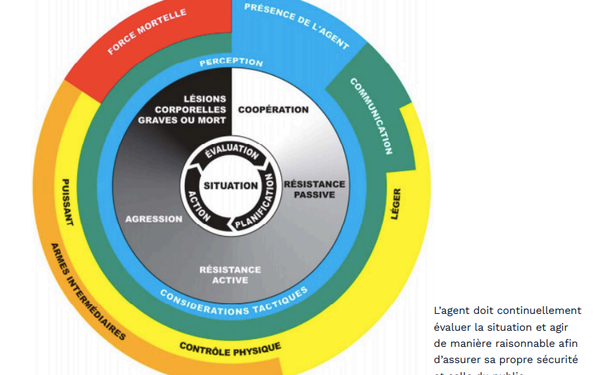 FORCE MORTELLE
PRÉSENCE DE L'AGENT
PERCEPTION
COMMUNICATION
LÉSIONS
CORPORELLES
GRAVES OU MORT
COOPÉRATION
ÉVALUATION
SITUATION
PLANIFICATION
ACTION
RÉSISTANCE
PASSIVE
AGRESSION
RÉSISTANCE
ACTIVE
CONSIDÉRATIONS TACTIQUES
PUISSANT
LÉGER
CONTRÔLE PHYSIQUE
ARMES INTERMÉDIAIRES
L'agent doit continuellement
évaluer la situation et agir
de manière raisonnable afin
d'assurer sa propre sécurité